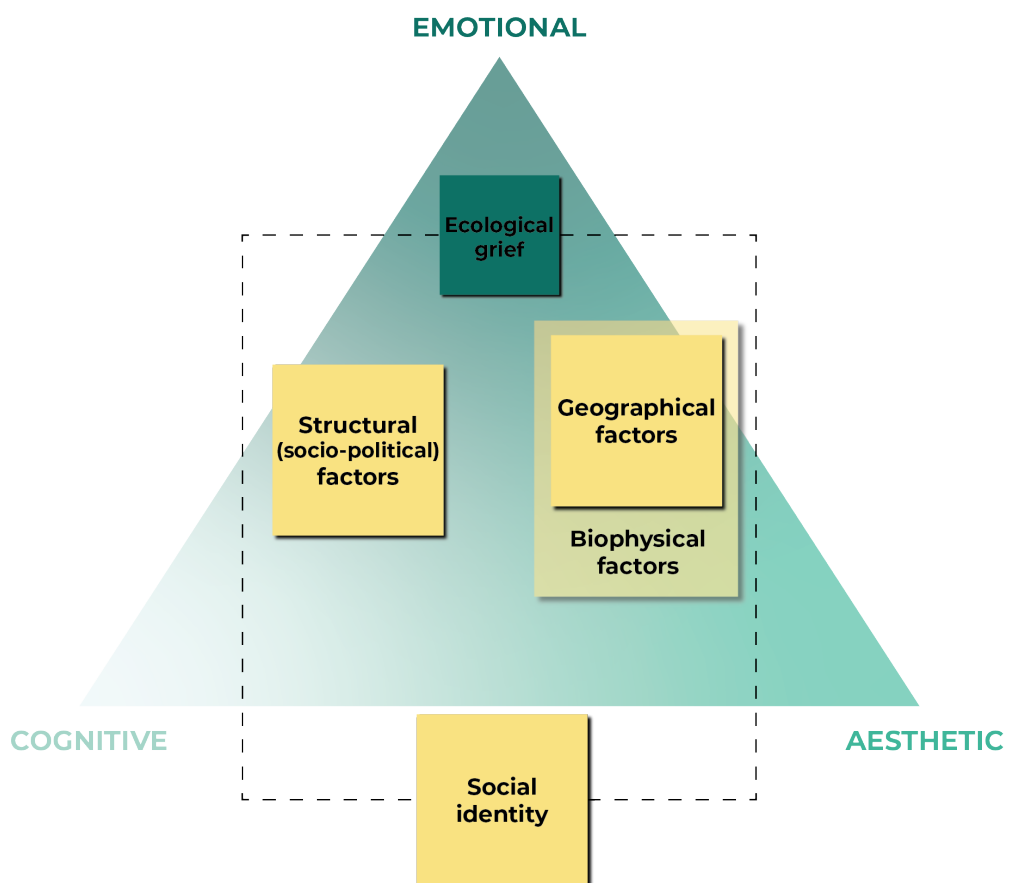 EMOTIONAL
Ecological
grief
Structural
(socio-political)
factors
Geographical
factors
Biophysical
factors
COGNITIVE
AESTHETIC
Social
identity